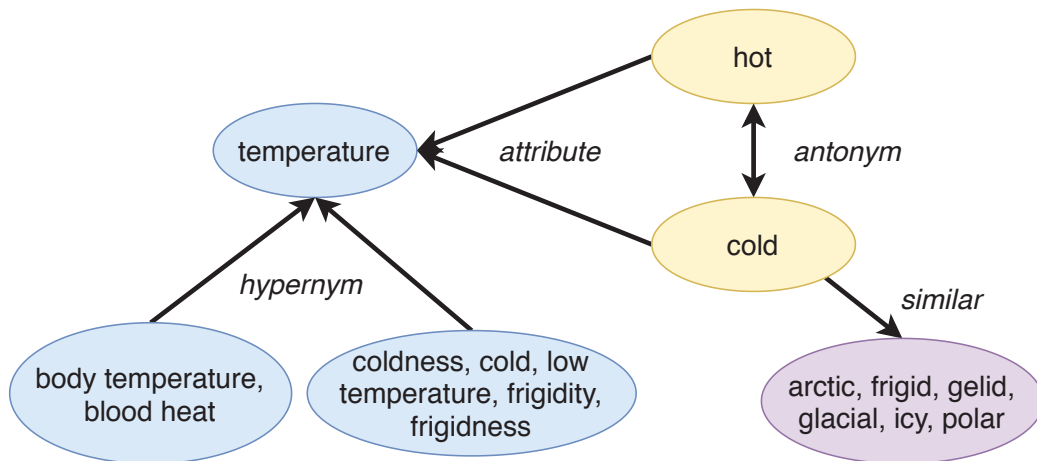 hot
temperature
attribute
antonym
cold
hypernym
similar
body temperature,
blood heat
coldness, cold, low
temperature, frigidity,
frigidness
arctic, frigid, gelid,
glacial, icy, polar